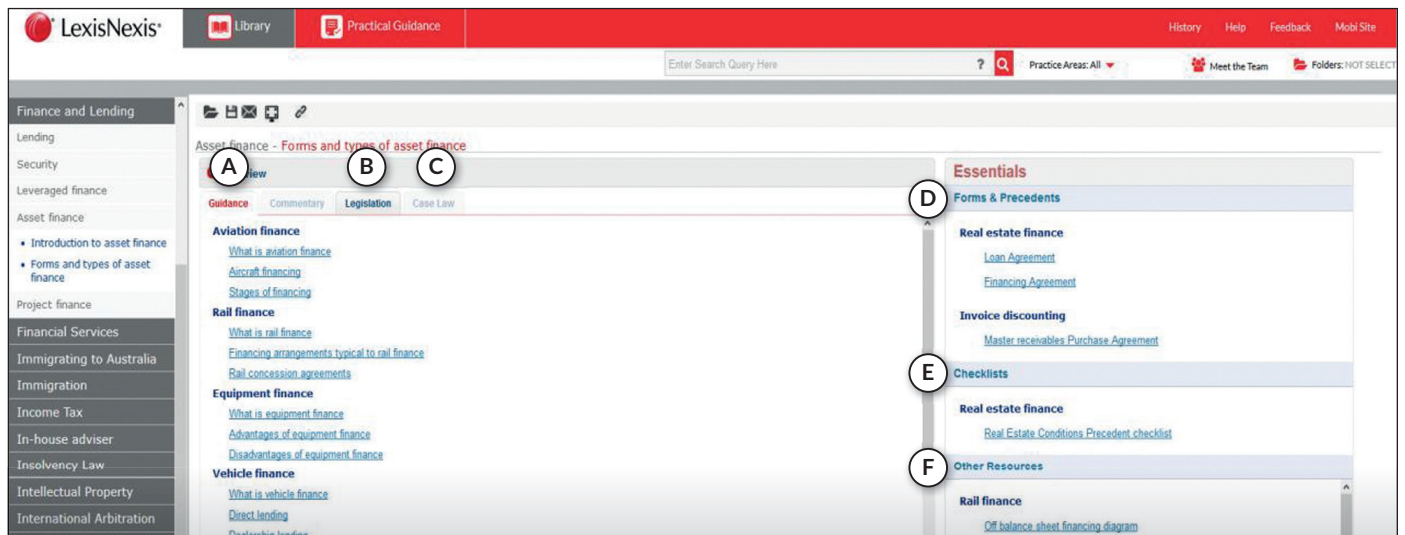 LexisNexis®
Library
Practical Guidance
History Help Feedback Mobi Site
Enter Search Query Here ?
Practice Areas: All
Meet the Team
Folders: NOT SELECT
Finance and Lending
Lending
Security
Leveraged finance
Asset finance
• Introduction to asset finance
• Forms and types of asset
finance
Project finance
Financial Services
Immigrating to Australia
Immigration
Income Tax
In-house adviser
Insolvency Law
Intellectual Property
International Arbitration
Asset finance - Forms and types of asset finance
A
B
C
Guidance Commentary Legislation Case Law
Aviation finance
What is aviation finance
Aircraft financing
Stages of financing
Rail finance
What is rail finance
Financing arrangements typical to rail finance
Rail concession agreements
Equipment finance
What is equipment finance
Advantages of equipment finance
Disadvantages of equipment finance
Vehicle finance
What is vehicle finance
Direct lending
Essentials
D
Forms & Precedents
Real estate finance
Loan Agreement
Financing Agreement
Invoice discounting
Master receivables Purchase Agreement
E
Checklists
Real estate finance
Real Estate Conditions Precedent checklist
F
Other Resources
Rail finance
Off balance sheet financing diagram